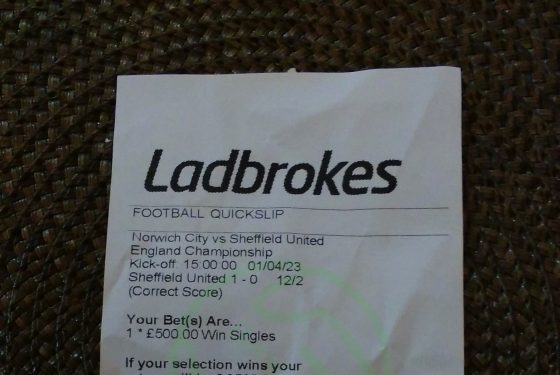 Ladbrokes
FOOTBALL QUICKSLIP
Norwich City vs Sheffield United
England Championship
Kick-off 15:00:00 01/04/23
Sheffield United 1 - 0 12/2
(Correct Score)
Your Bet(s) Are...
1 * £500.00 Win Singles
If your selection wins your